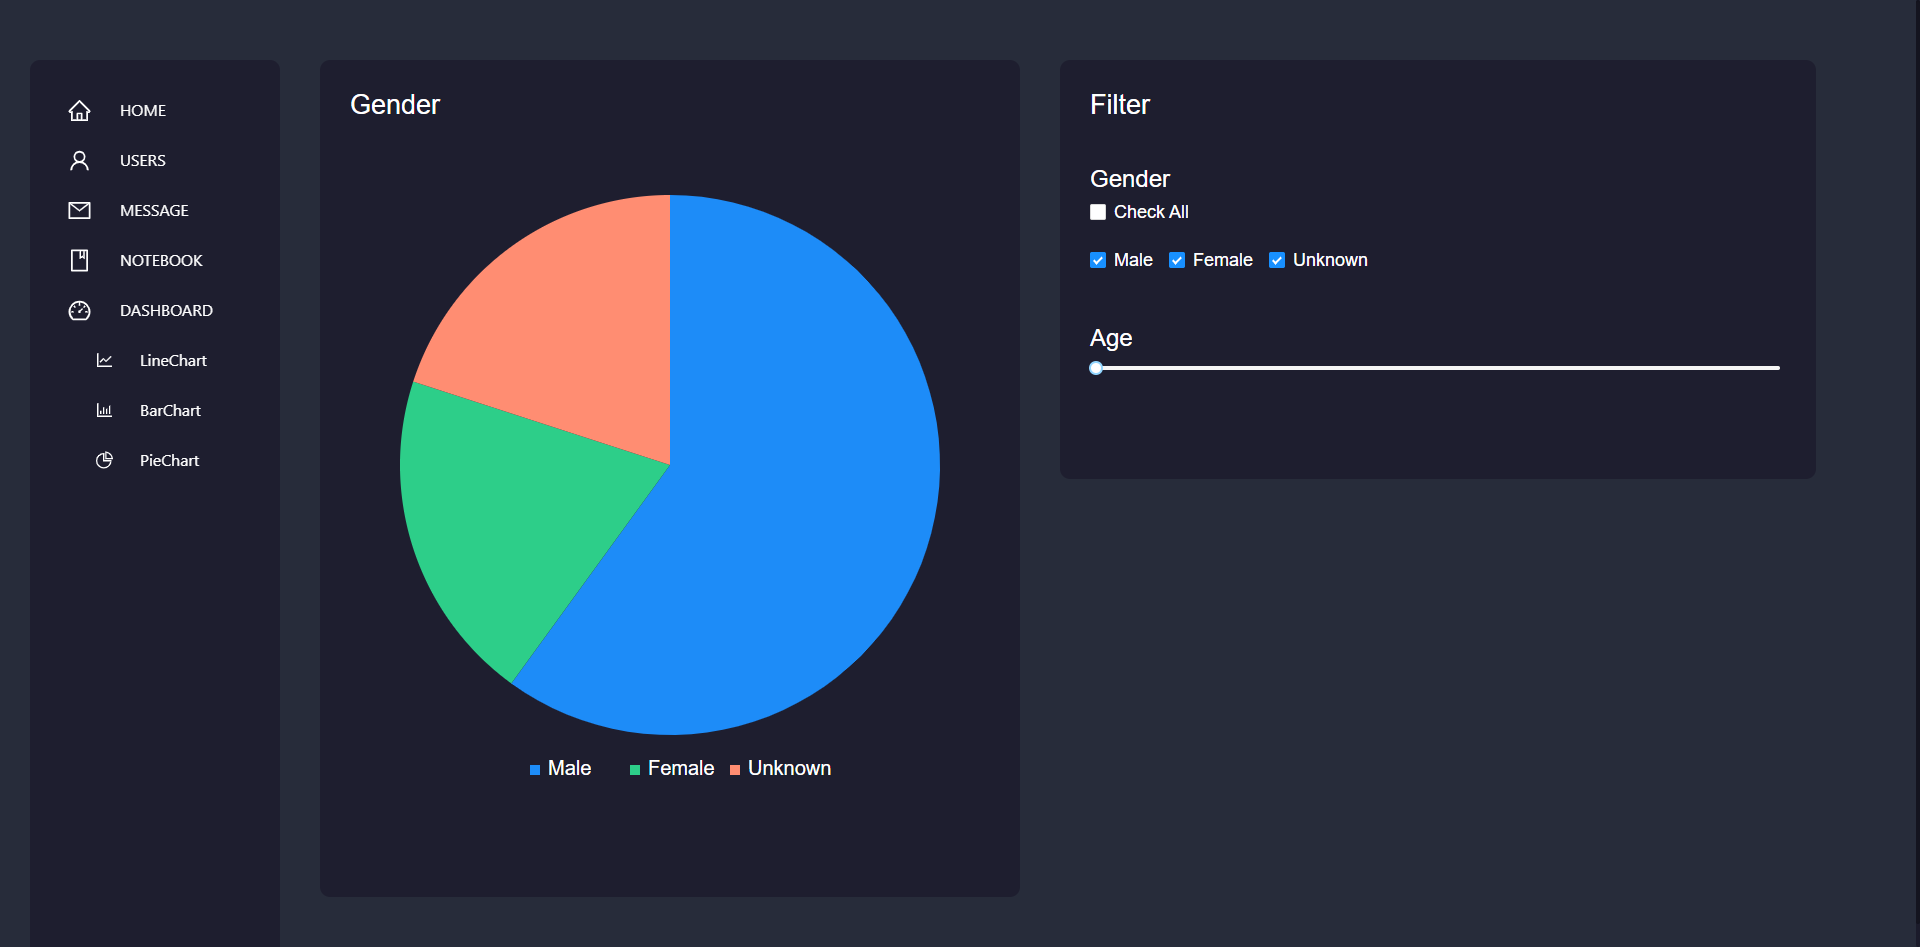 HOME
USERS
MESSAGE
NOTEBOOK
DASHBOARD
LineChart
BarChart
PieChart
Gender
Male Female Unknown
Filter
Gender
Check All
Male Female Unknown
Age